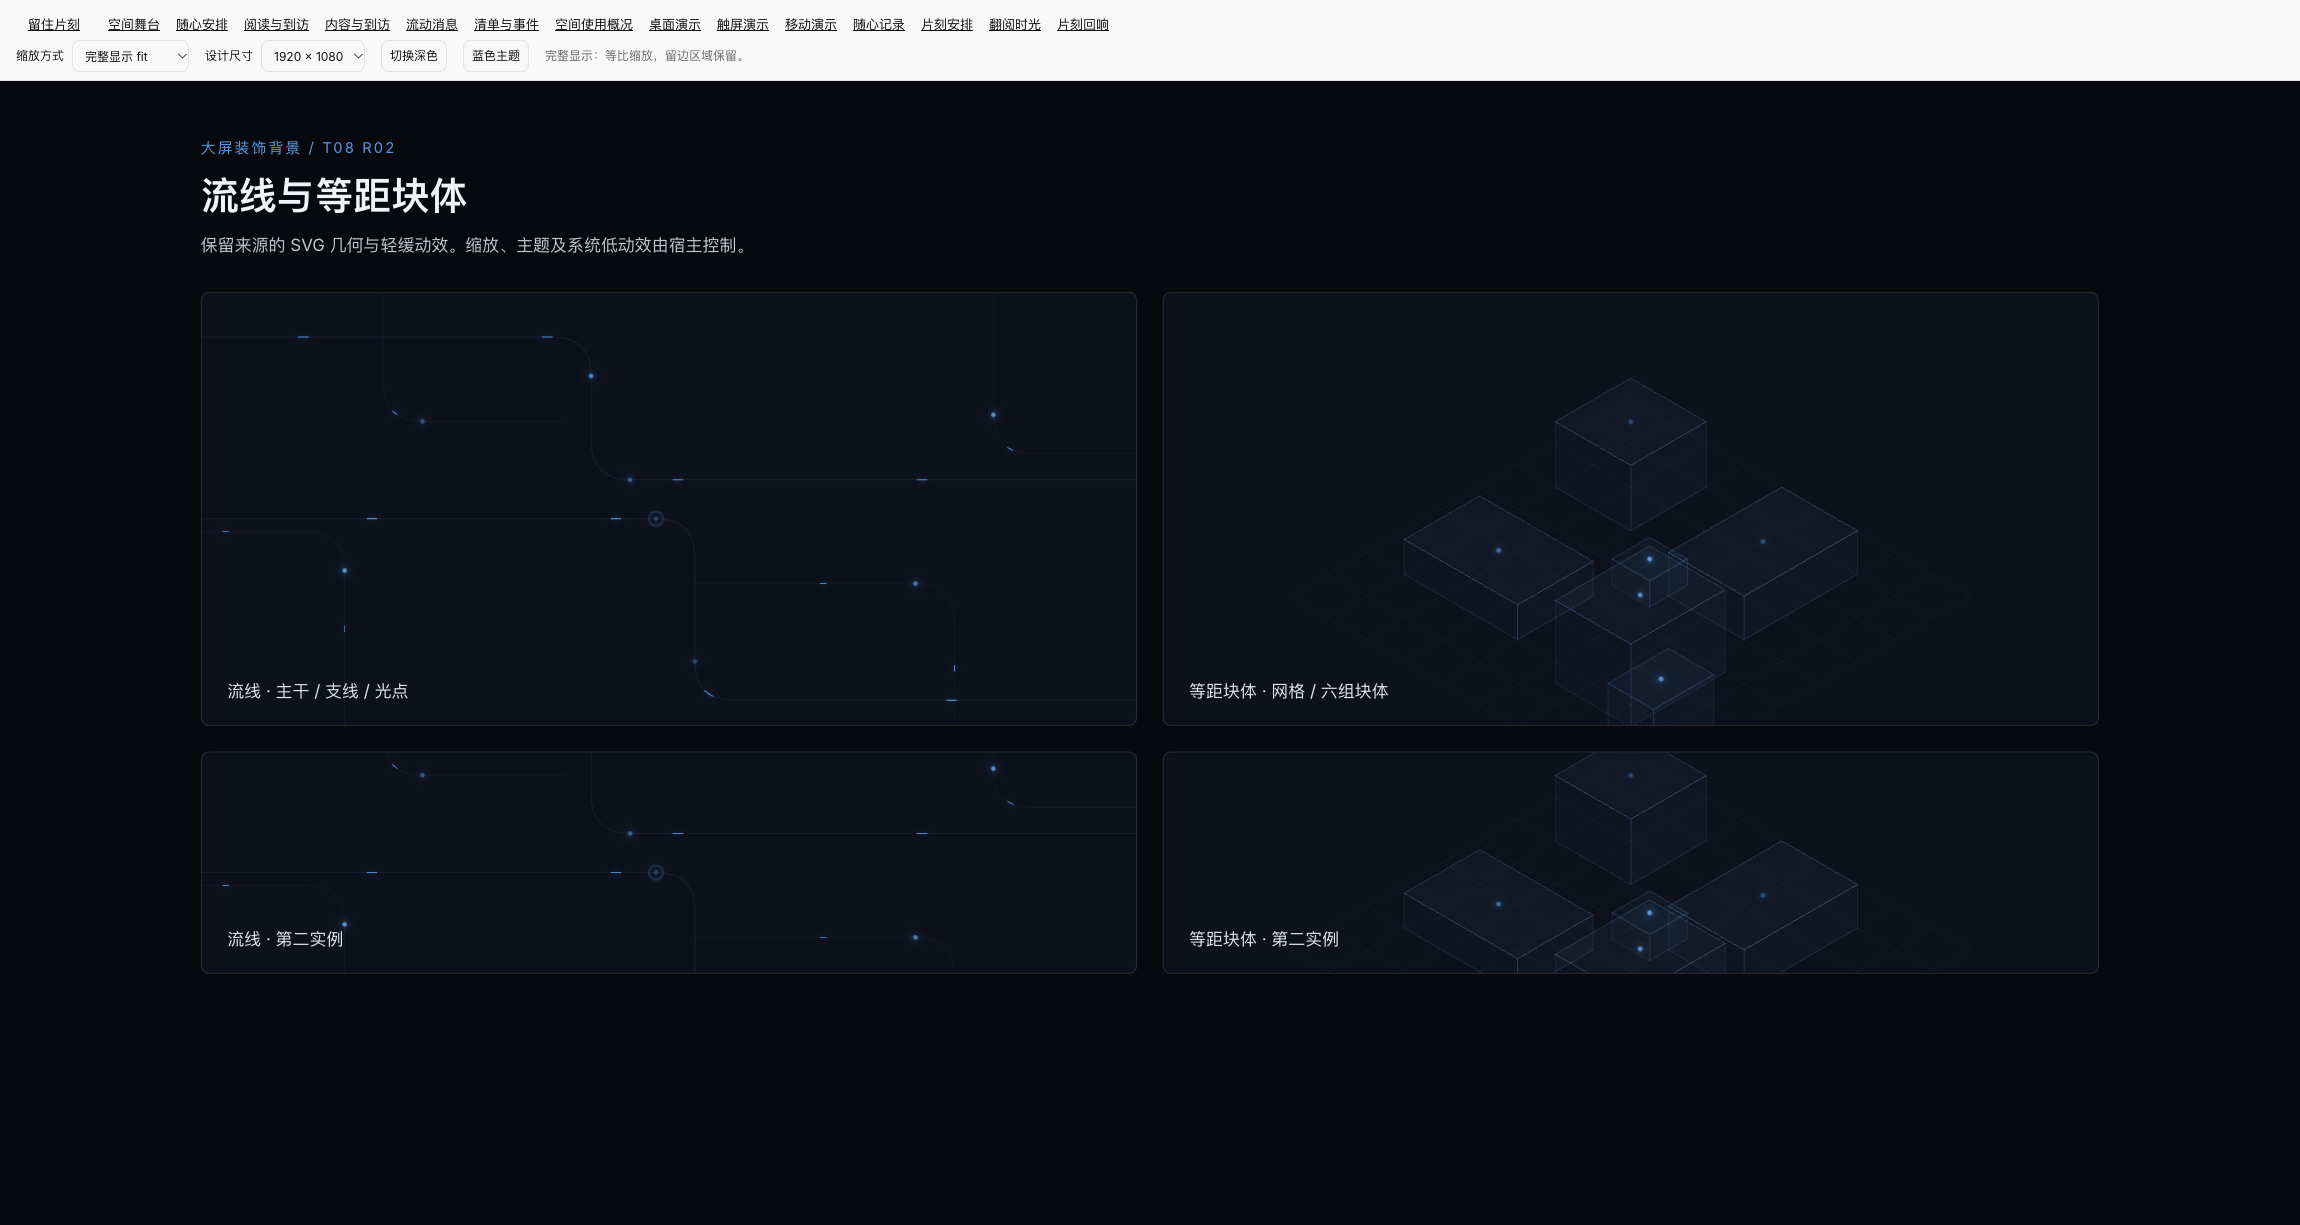 留住片刻 空间舞台 随心安排 阅读与到访 内容与到访 流动消息 清单与事件 空间使用概况 桌面演示 触屏演示 移动演示 随心记录 片刻安排 翻阅时光 片刻回响
缩放方式 完整显示 fit 设计尺寸 1920 × 1080 切换深色 蓝色主题 完整显示：等比缩放，留边区域保留。
大屏装饰背景 / T08 R02
流线与等距块体
保留来源的 SVG 几何与轻缓动效。缩放、主题及系统低动效由宿主控制。
流线 · 主干 / 支线 / 光点
等距块体 · 网格 / 六组块体
流线 · 第二实例
等距块体 · 第二实例